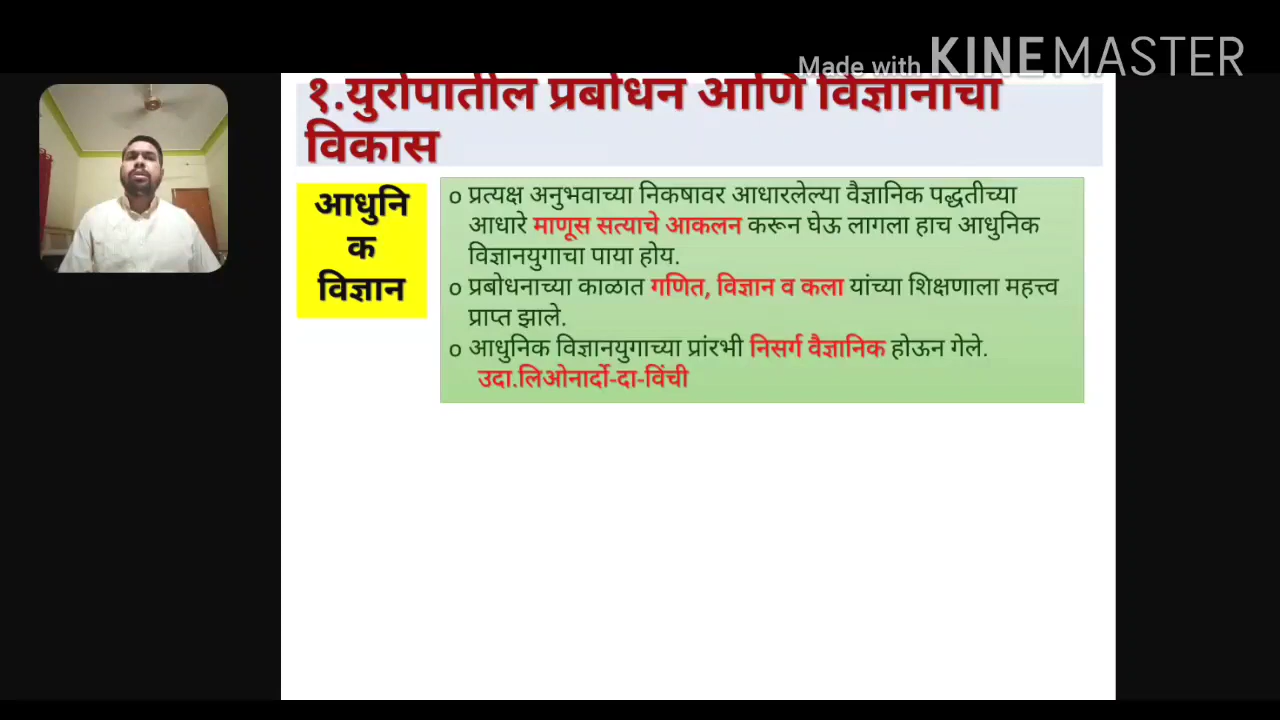 Made with KINEMASTER
१.युरोपातील प्रबोधन आणि विज्ञानाचा
विकास
आधुनि
क
विज्ञान
o प्रत्यक्ष अनुभवाच्या निकषावर आधारलेल्या वैज्ञानिक पद्धतीच्या
आधारे माणूस सत्याचे आकलन करून घेऊ लागला हाच आधुनिक
विज्ञानयुगाचा पाया होय.
o प्रबोधनाच्या काळात गणित, विज्ञान व कला यांच्या शिक्षणाला महत्त्व
प्राप्त झाले.
o आधुनिक विज्ञानयुगाच्या प्रांरभी निसर्ग वैज्ञानिक होऊन गेले.
उदा.लिओनार्दो-दा-विंची